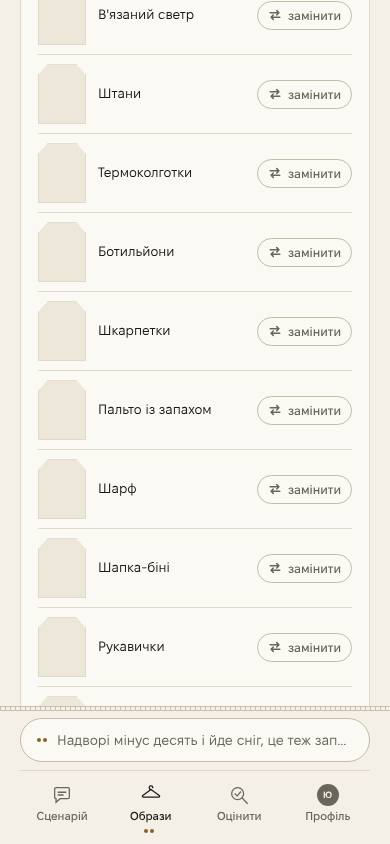 В'язаний светр
замінити
Штани
замінити
Термоколготки
замінити
Ботильйони
замінити
Шкарпетки
замінити
Пальто із запахом
замінити
Шарф
замінити
Шапка-біні
замінити
Рукавички
замінити
Надворі мінус десять і йде сніг, це теж зап...
Сценарій
Образи
Оцінити
Ю
Профіль